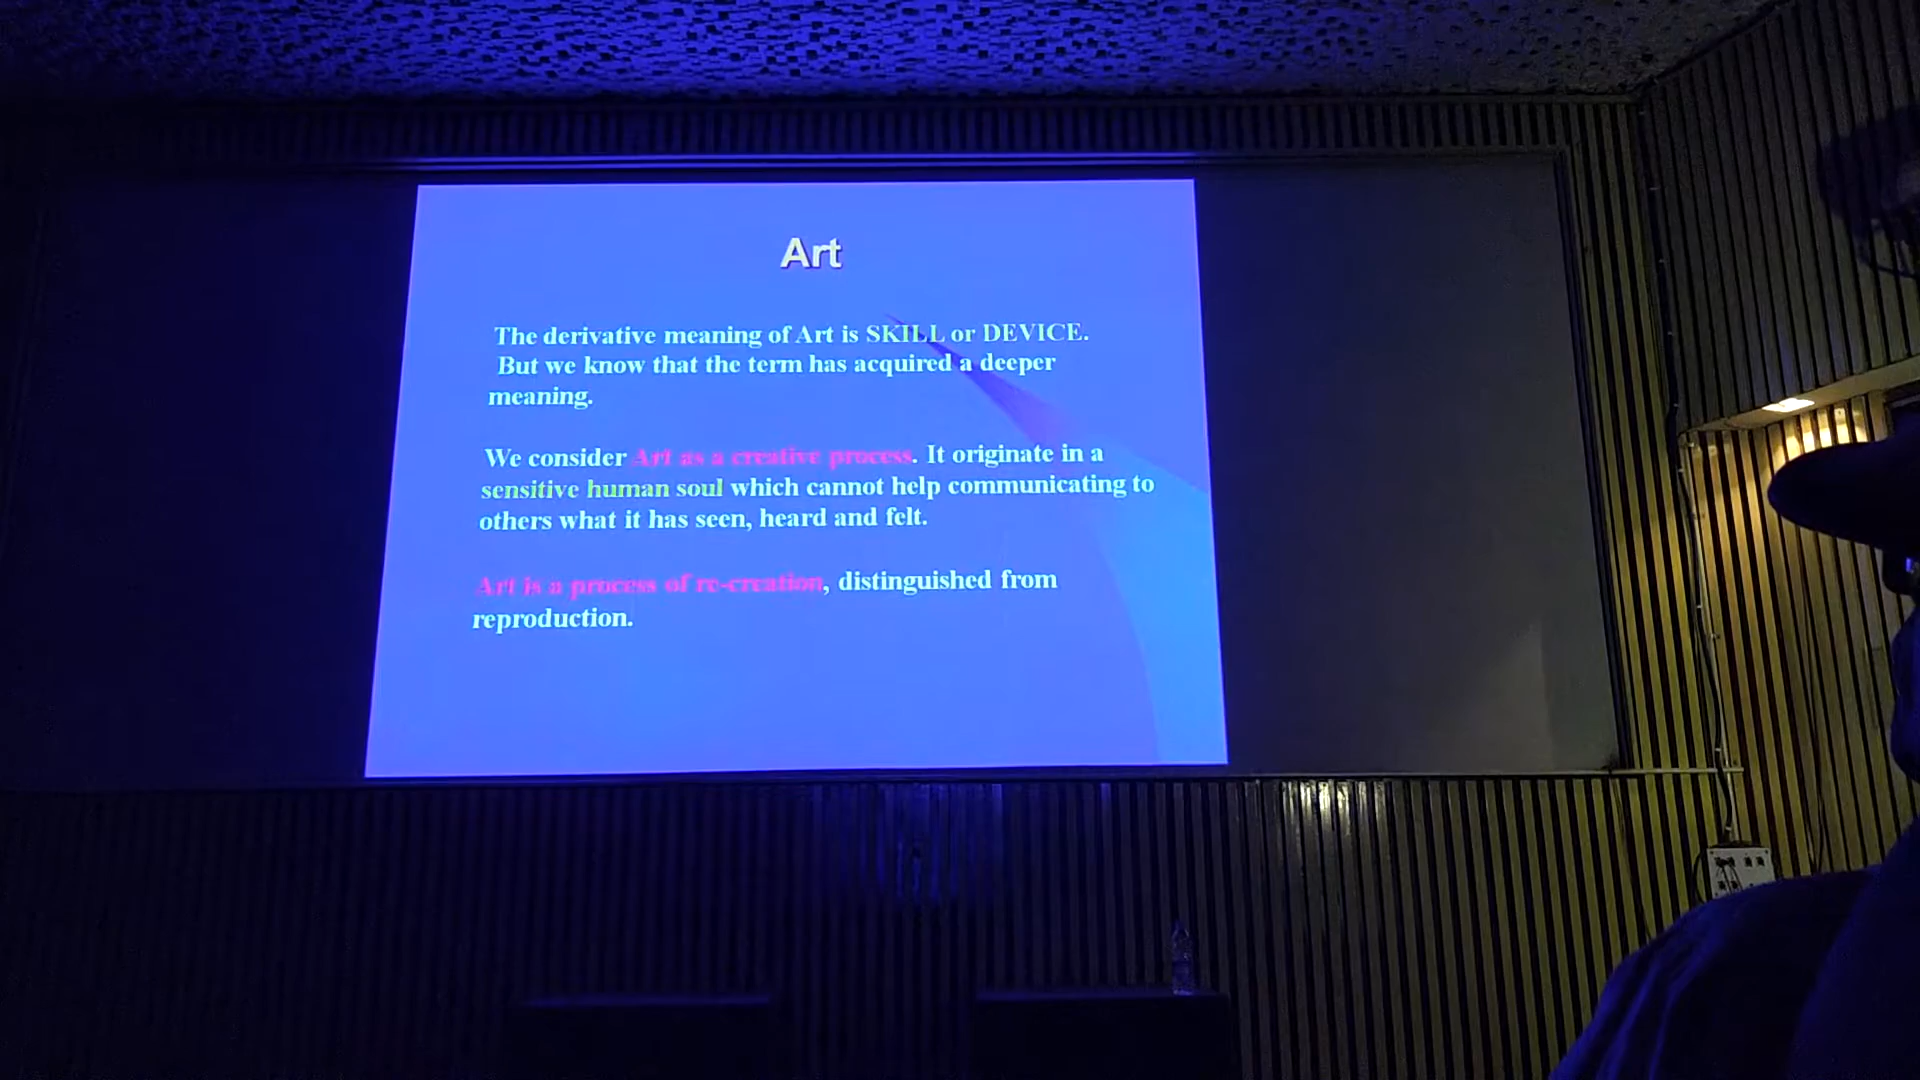 Art
The derivative meaning of Art is SKILL or DEVICE.
But we know that the term has acquired a deeper
meaning.
We consider Art as a creative process. It originate in a
sensitive human soul which cannot help communicating to
others what it has seen, heard and felt.
Art is a process of re-creation, distinguished from
reproduction.